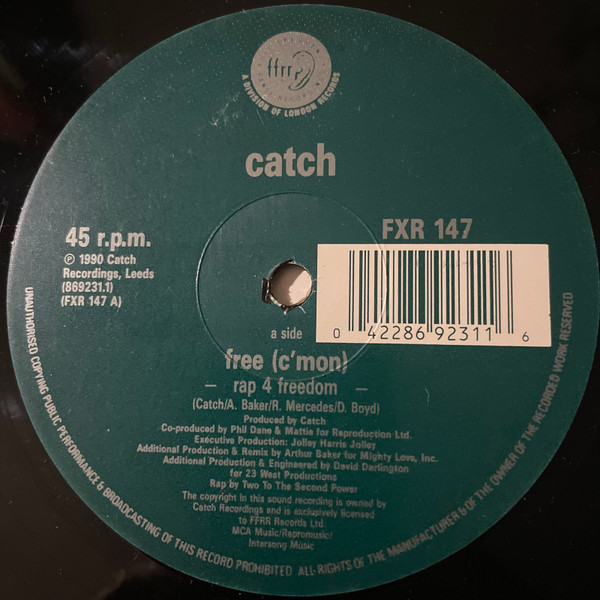 ffrr
A DIVISION OF LONDON RECORDS
catch
45 r.p.m.
℗ 1990 Catch
Recordings, Leeds
(869231.1)
(FXR 147 A)
FXR 147
0 42286 92311 6
a side
free (c'mon)
— rap 4 freedom —
(Catch/A. Baker/R. Mercedes/D. Boyd)
Produced by Catch
Co-produced by Phil Dane & Mattie for Reproduction Ltd.
Executive Production: Jolley Harris Jolley
Additional Production & Remix by Arthur Baker for Mighty Love, Inc.
Additional Production & Engineered by David Darlington
for 23 West Productions
Rap by Two To The Second Power
The copyright in this sound recording is owned by
Catch Recordings and is exclusively licensed
to FFRR Records Ltd.
MCA Music/Repromusic/
Intersong Music
UNAUTHORISED COPYING PUBLIC PERFORMANCE & BROADCASTING OF THIS RECORD PROHIBITED ALL·RIGHTS OF THE MANUFACTURER & OF THE OWNER OF THE RECORDED WORK RESERVED